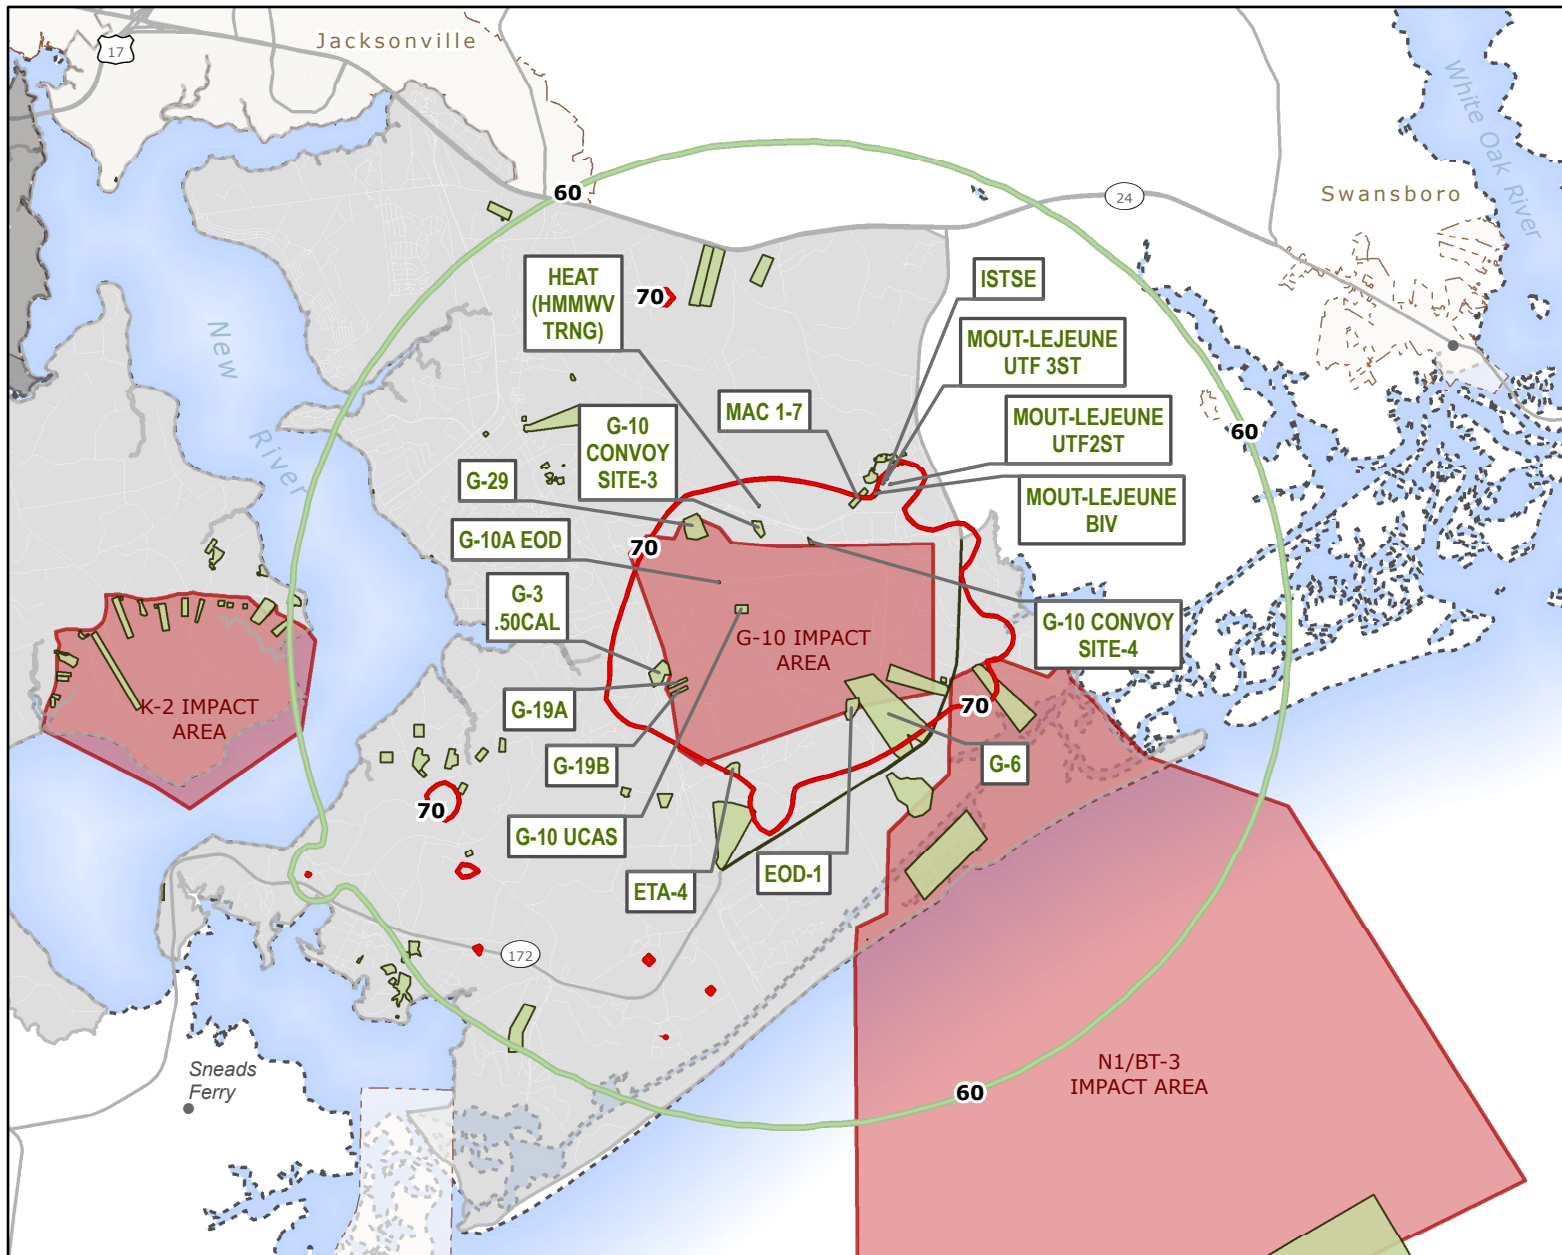 Jacksonville
17
White Oak River
60
24
Swansboro
New
River
HEAT
(HMMWV
TRNG)
70
ISTSE
MOUT-LEJEUNE
UTF 3ST
MAC 1-7
MOUT-LEJEUNE
UTF2ST
60
G-10
CONVOY
SITE-3
G-29
MOUT-LEJEUNE
BIV
G-10A EOD
70
G-3
.50CAL
G-10 IMPACT
AREA
G-10 CONVOY
SITE-4
K-2 IMPACT
AREA
G-19A
70
G-19B
G-6
70
G-10 UCAS
ETA-4
EOD-1
172
Sneads
Ferry
60
N1/BT-3
IMPACT AREA